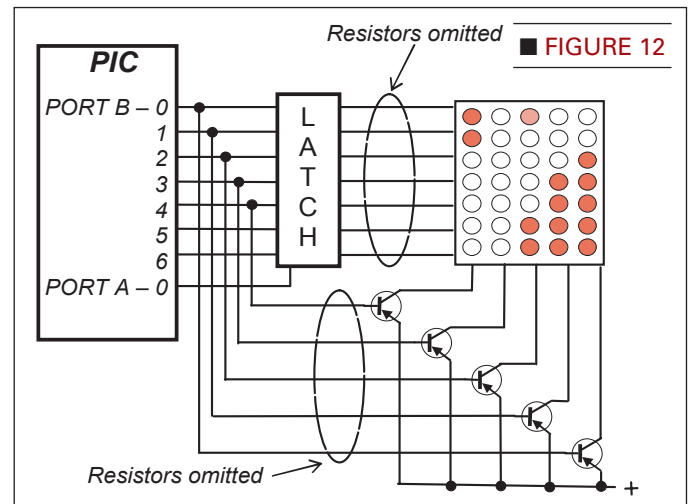 Resistors omitted
■ FIGURE 12
PIC
PORT B – 0
1
2
3
4
5
6
PORT A – 0
L
A
T
C
H
Resistors omitted
+